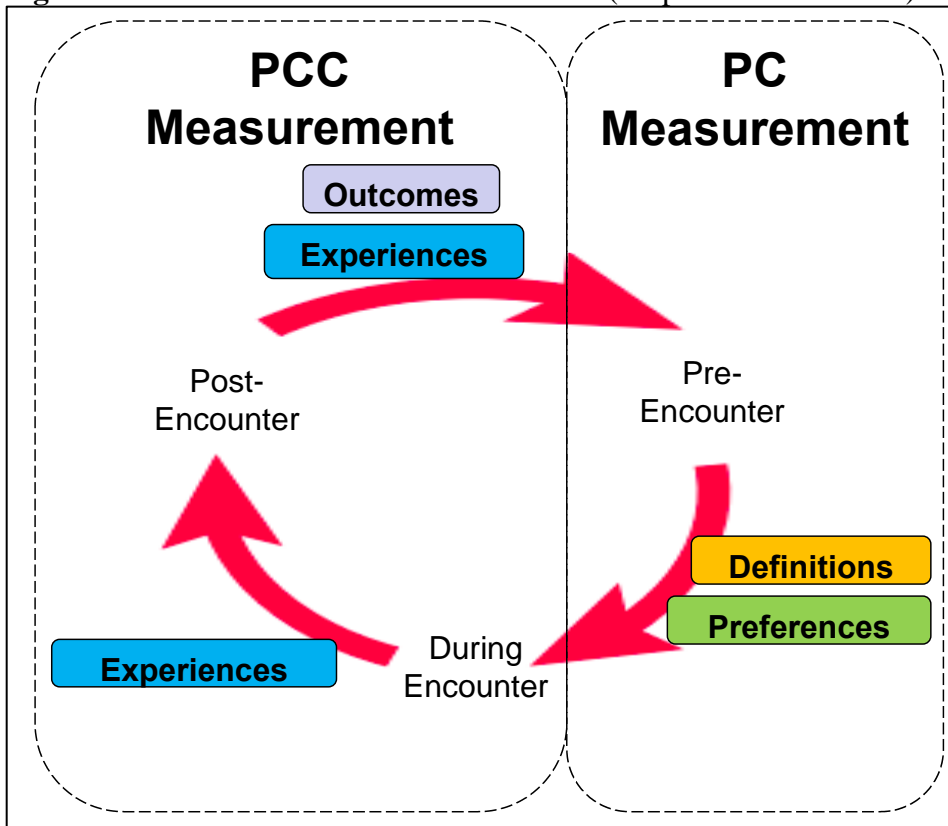 PCC
Measurement
PC
Measurement
Outcomes
Experiences
Post-
Encounter
Pre-
Encounter
Definitions
Preferences
During
Encounter
Experiences